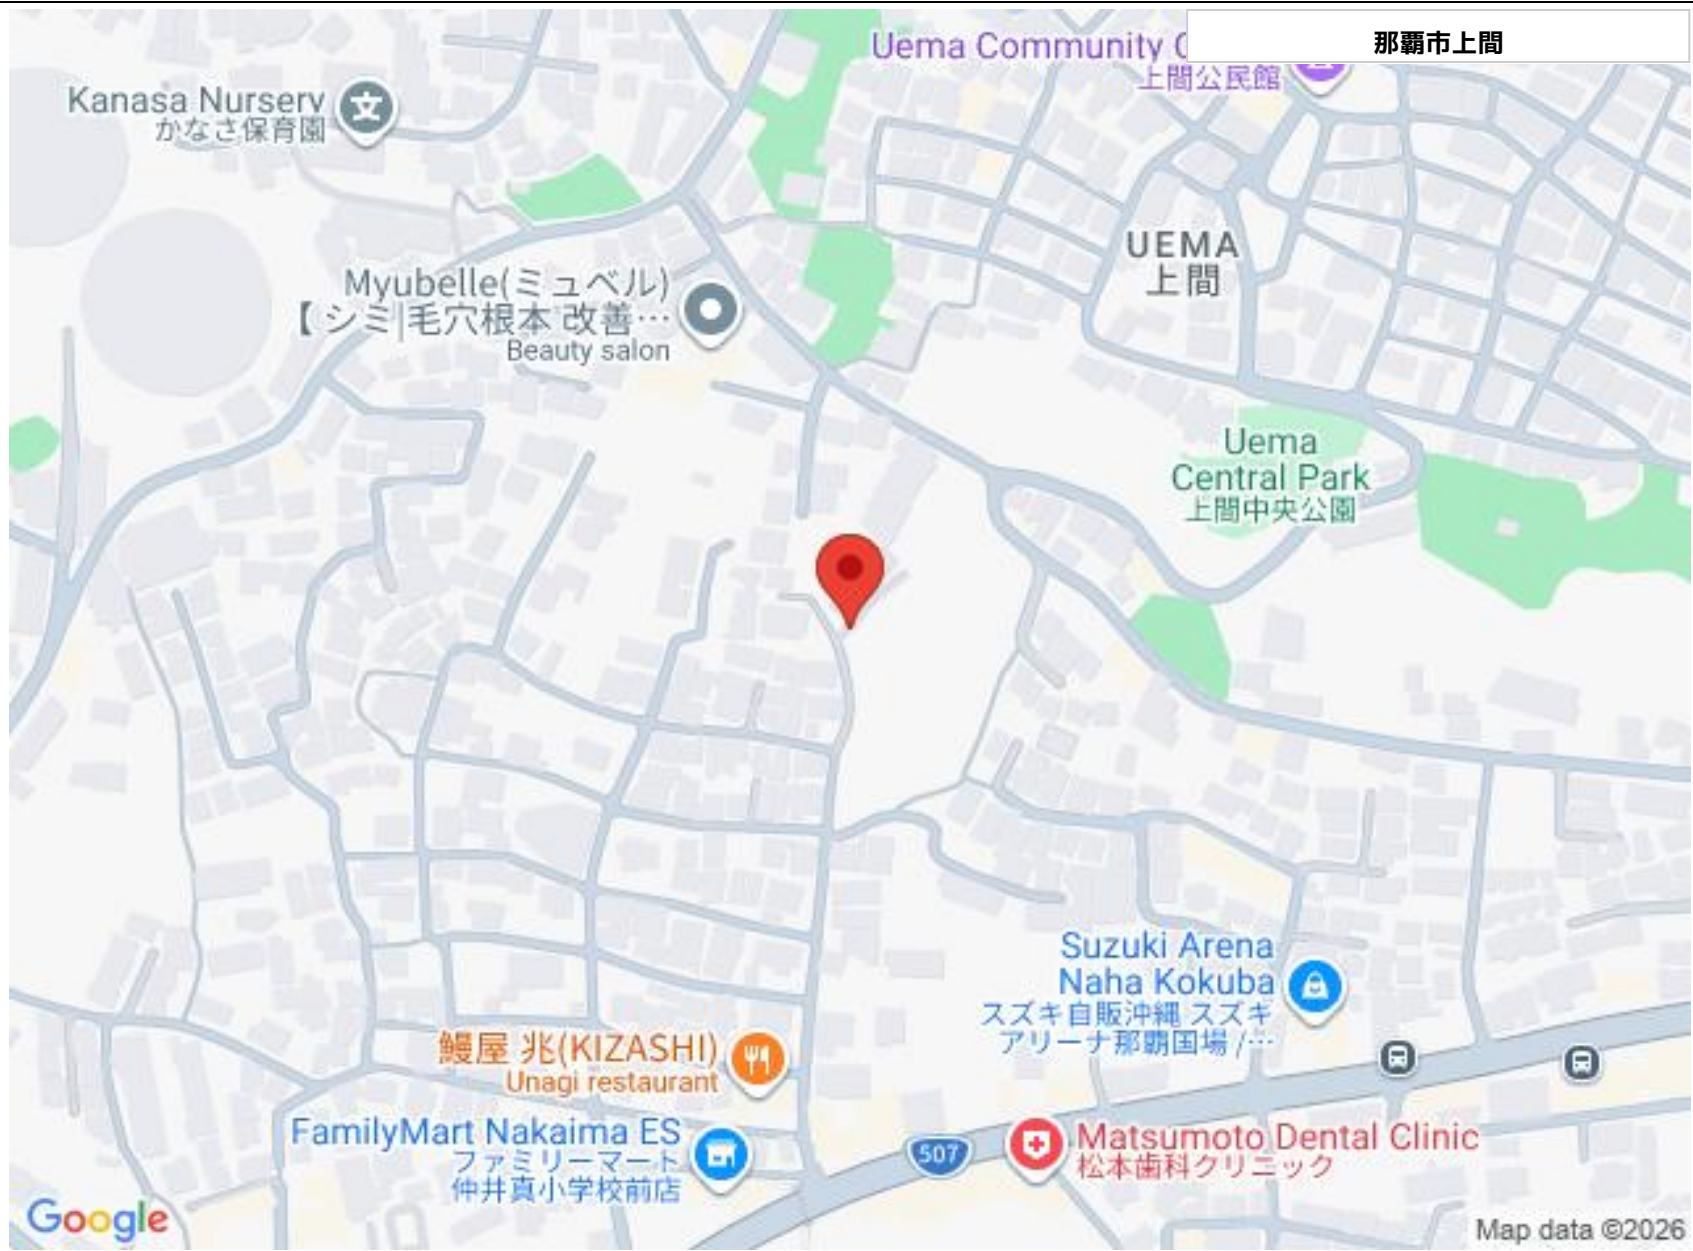 Uema Community C
上間公民館
那覇市上間
Kanasa Nursery
かなさ保育園
UEMA
上間
Myubelle(ミュベル)
【シミ|毛穴根本 改善…
Beauty salon
Uema
Central Park
上間中央公園
Suzuki Arena
Naha Kokuba
スズキ自販沖縄 スズキ
アリーナ那覇国場 /…
鰻屋 兆(KIZASHI)
Unagi restaurant
FamilyMart Nakaima ES
ファミリーマート
仲井真小学校前店
507
Matsumoto Dental Clinic
松本歯科クリニック
Google
Map data ©2026